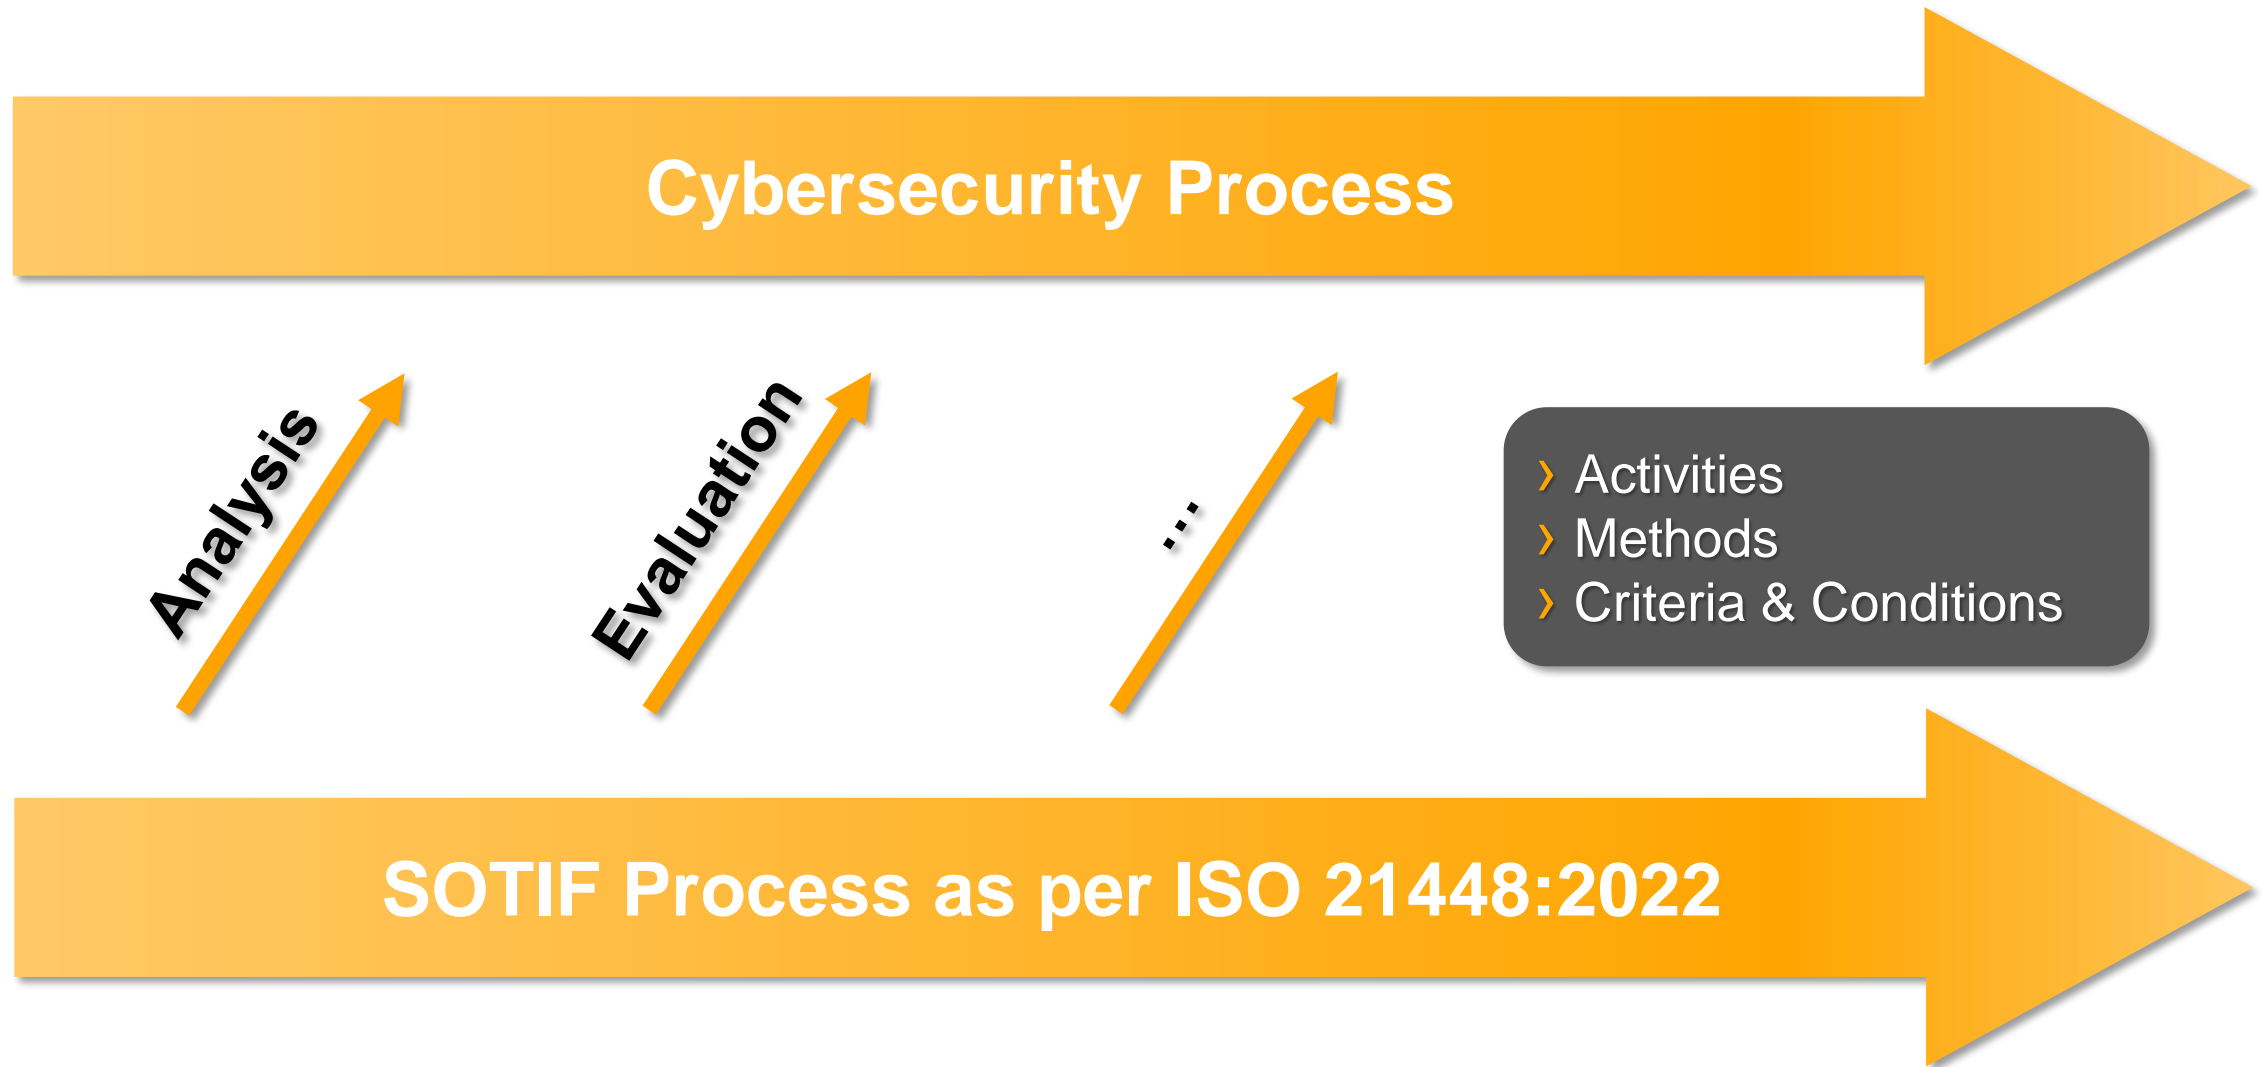 Cybersecurity Process
Analysis
Evaluation
...
Activities
Methods
Criteria & Conditions
SOTIF Process as per ISO 21448:2022